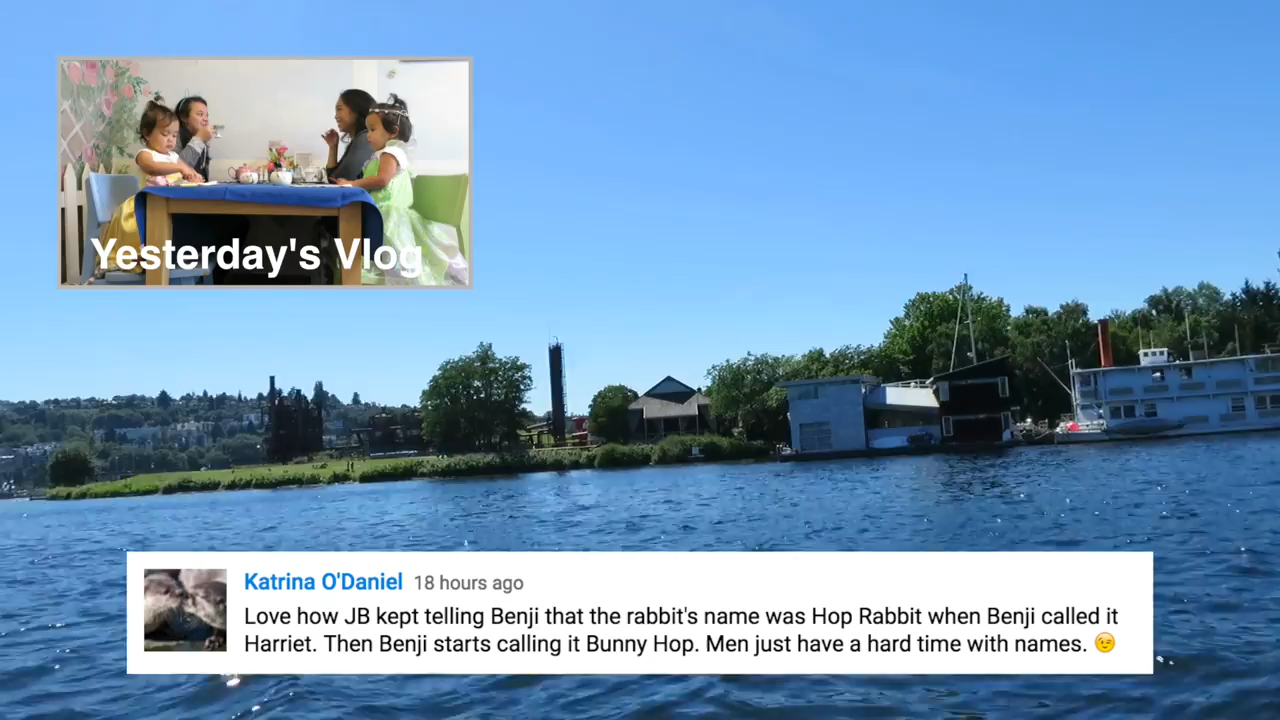 Yesterday's Vlog
Katrina O'Daniel 18 hours ago
Love how JB kept telling Benji that the rabbit's name was Hop Rabbit when Benji called it
Harriet. Then Benji starts calling it Bunny Hop. Men just have a hard time with names. 😉